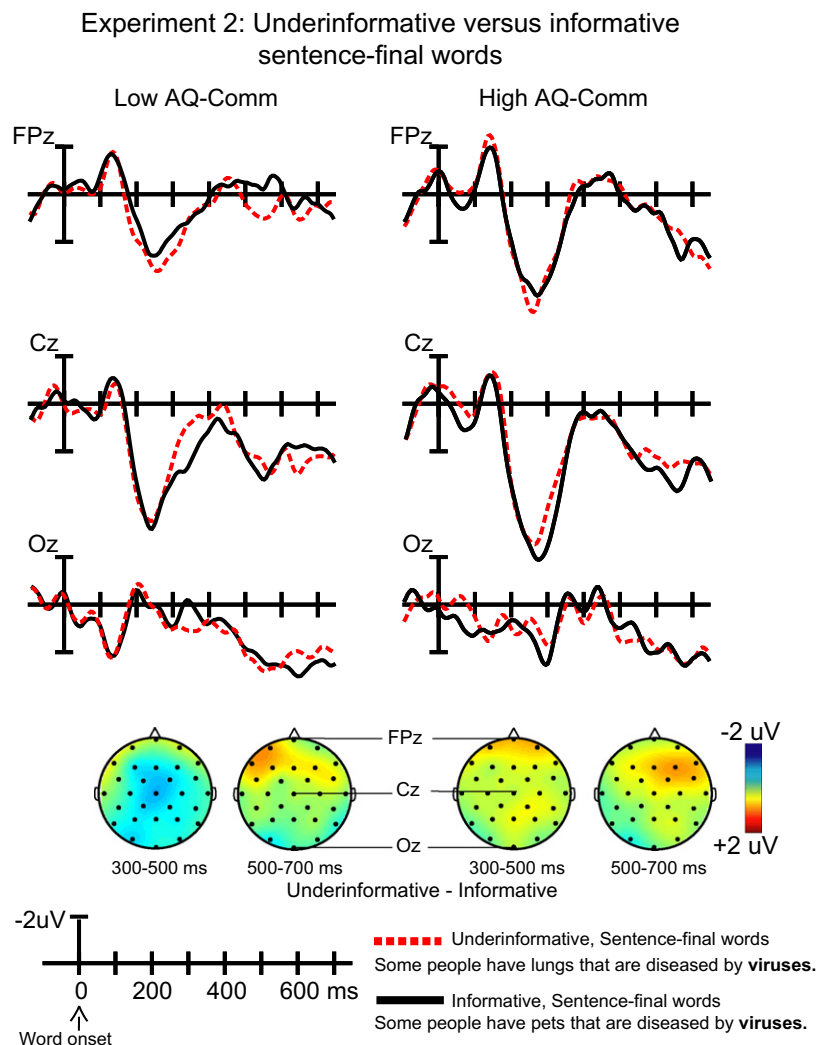 Experiment 2: Underinformative versus informative
sentence-final words
Low AQ-Comm
High AQ-Comm
FPz
FPz
Cz
Cz
Oz
Oz
FPz
Cz
Oz
-2 uV
+2 uV
300-500 ms
500-700 ms
300-500 ms
500-700 ms
Underinformative - Informative
-2uV
0 200 400 600 ms
Word onset
Underinformative, Sentence-final words
Some people have lungs that are diseased by viruses.
Informative, Sentence-final words
Some people have pets that are diseased by viruses.